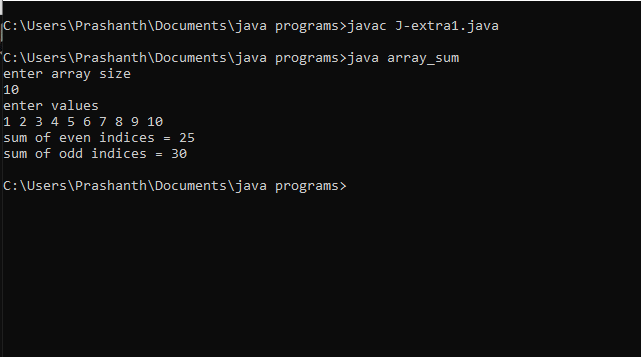 C:\Users\Prashanth\Documents\java programs>javac J-extra1.java
C:\Users\Prashanth\Documents\java programs>java array_sum
enter array size
10
enter values
1 2 3 4 5 6 7 8 9 10
sum of even indices = 25
sum of odd indices = 30
C:\Users\Prashanth\Documents\java programs>